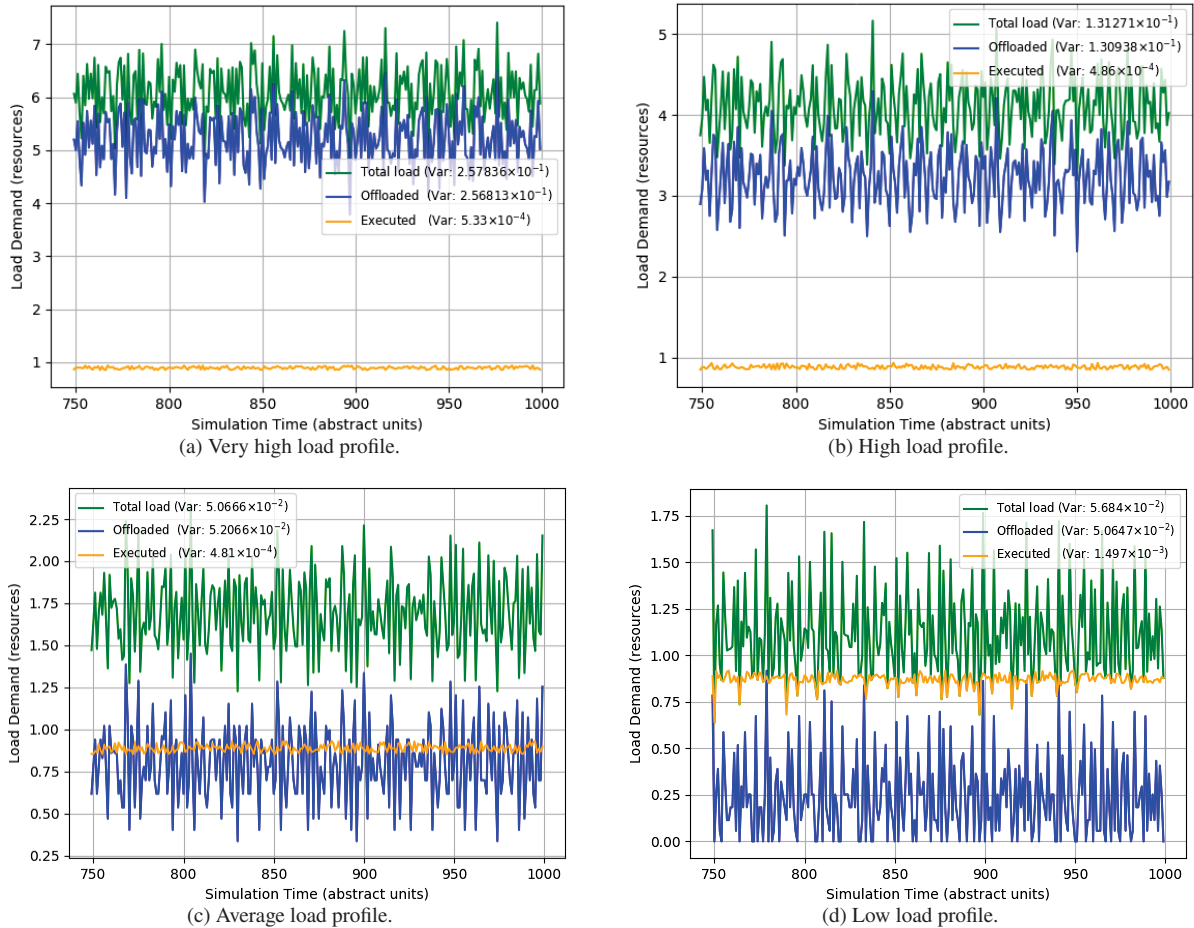 7
6
5
4
3
2
1
Load Demand (resources)
Total load (Var: 2.57836×10⁻¹)
Offloaded (Var: 2.56813×10⁻¹)
Executed (Var: 5.33×10⁻⁴)
750 800 850 900 950 1000
Simulation Time (abstract units)
(a) Very high load profile.
5
4
3
2
1
Load Demand (resources)
Total load (Var: 1.31271×10⁻¹)
Offloaded (Var: 1.30938×10⁻¹)
Executed (Var: 4.86×10⁻⁴)
750 800 850 900 950 1000
Simulation Time (abstract units)
(b) High load profile.
2.25
2.00
1.75
1.50
1.25
1.00
0.75
0.50
0.25
Load Demand (resources)
Total load (Var: 5.0666×10⁻²)
Offloaded (Var: 5.2066×10⁻²)
Executed (Var: 4.81×10⁻⁴)
750 800 850 900 950 1000
Simulation Time (abstract units)
(c) Average load profile.
1.75
1.50
1.25
1.00
0.75
0.50
0.25
0.00
Load Demand (resources)
Total load (Var: 5.684×10⁻²)
Offloaded (Var: 5.0647×10⁻²)
Executed (Var: 1.497×10⁻³)
750 800 850 900 950 1000
Simulation Time (abstract units)
(d) Low load profile.